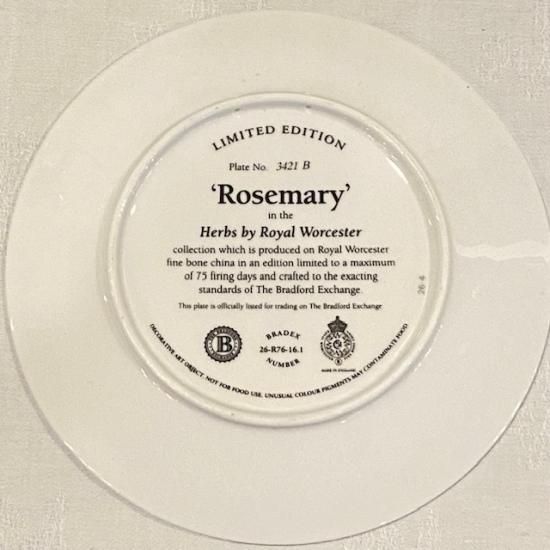 LIMITED EDITION
Plate No. 3421 B
‘Rosemary’
in the
Herbs by Royal Worcester
collection which is produced on Royal Worcester
fine bone china in an edition limited to a maximum
of 75 firing days and crafted to the exacting
standards of The Bradford Exchange.
This plate is officially listed for trading on The Bradford Exchange
B
BRADEX
26-R76-16.1
NUMBER
MADE IN ENGLAND
DECORATIVE ART OBJECT. NOT FOR FOOD USE. UNUSUAL COLOUR PIGMENTS MAY CONTAMINATE FOOD
26 4